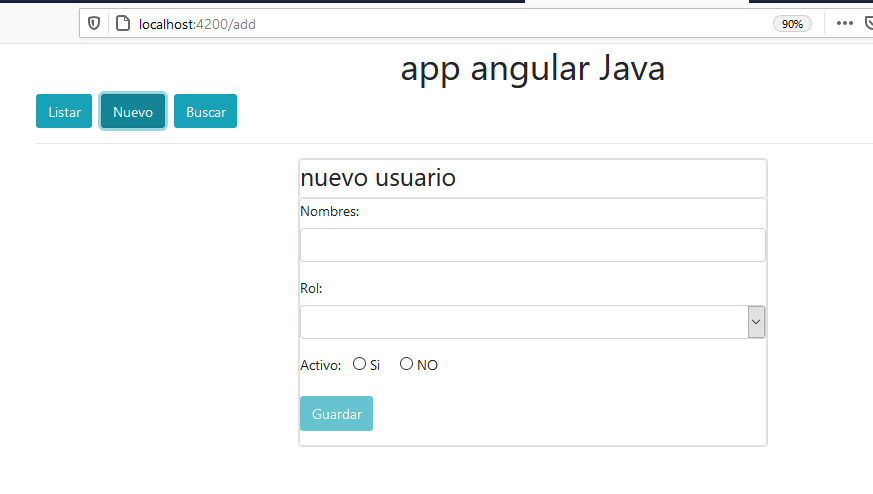 localhost:4200/add
90%
app angular Java
Listar Nuevo Buscar
nuevo usuario
Nombres:
Rol:
Activo: Si NO
Guardar